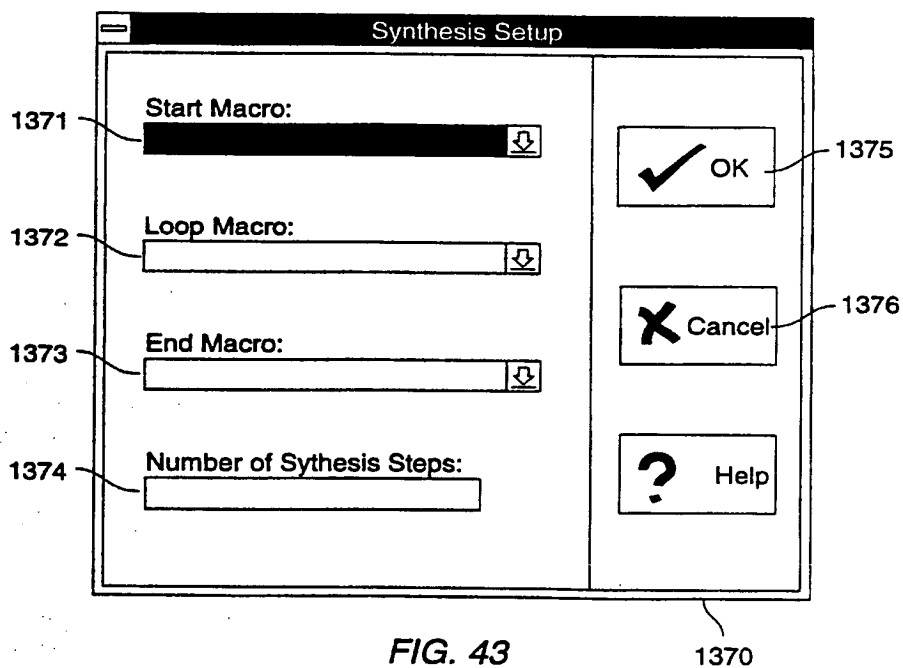 Synthesis Setup
Start Macro:
1371
OK
1375
Loop Macro:
1372
Cancel
1376
End Macro:
1373
Number of Sythesis Steps:
1374
? Help
FIG. 43
1370